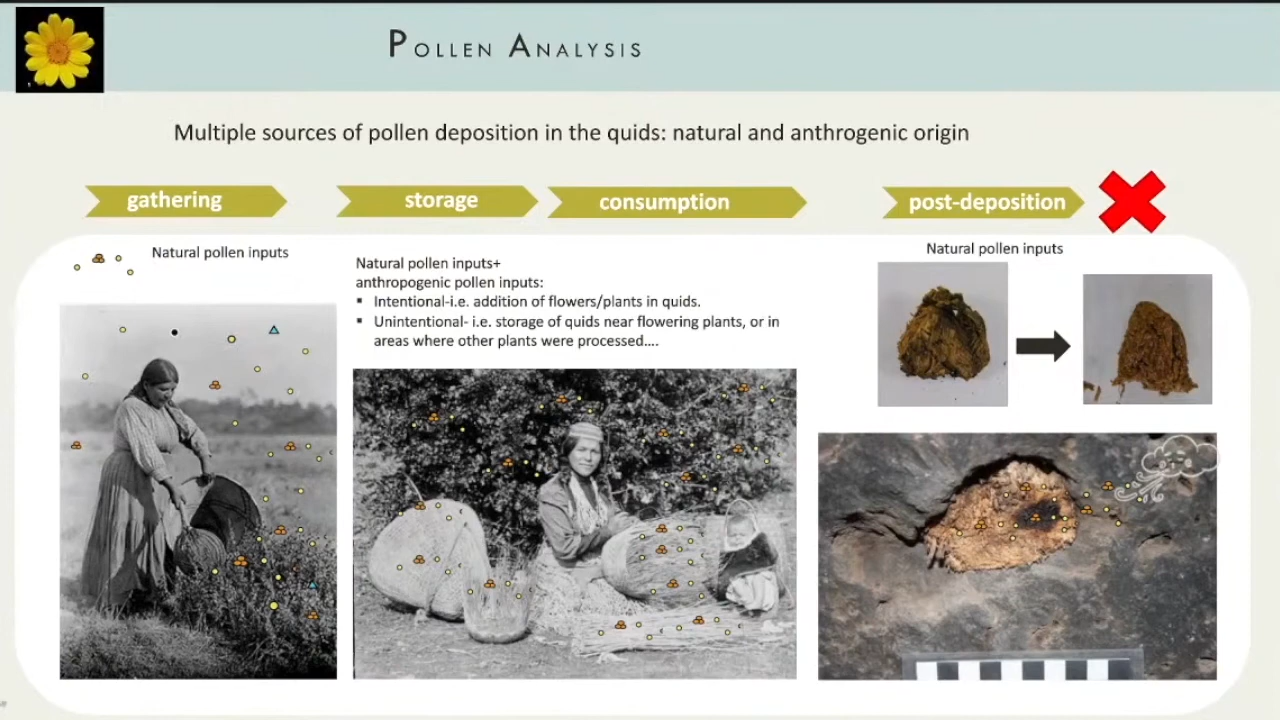 POLLEN ANALYSIS
Multiple sources of pollen deposition in the quids: natural and anthrogenic origin
gathering
storage
consumption
post-deposition
Natural pollen inputs
Natural pollen inputs+
anthropogenic pollen inputs:
▪ Intentional-i.e. addition of flowers/plants in quids.
▪ Unintentional- i.e. storage of quids near flowering plants, or in
areas where other plants were processed....
Natural pollen inputs